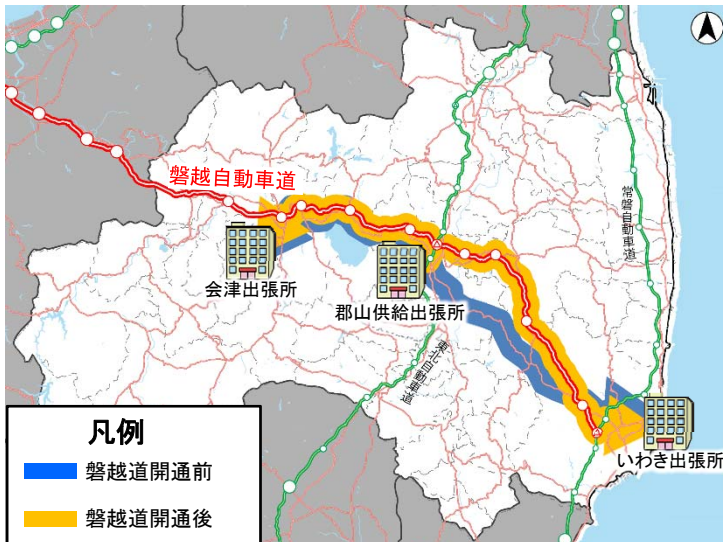 磐越自動車道
常磐自動車道
会津出張所
郡山供給出張所
東北自動車道
いわき出張所
凡例
磐越道開通前
磐越道開通後